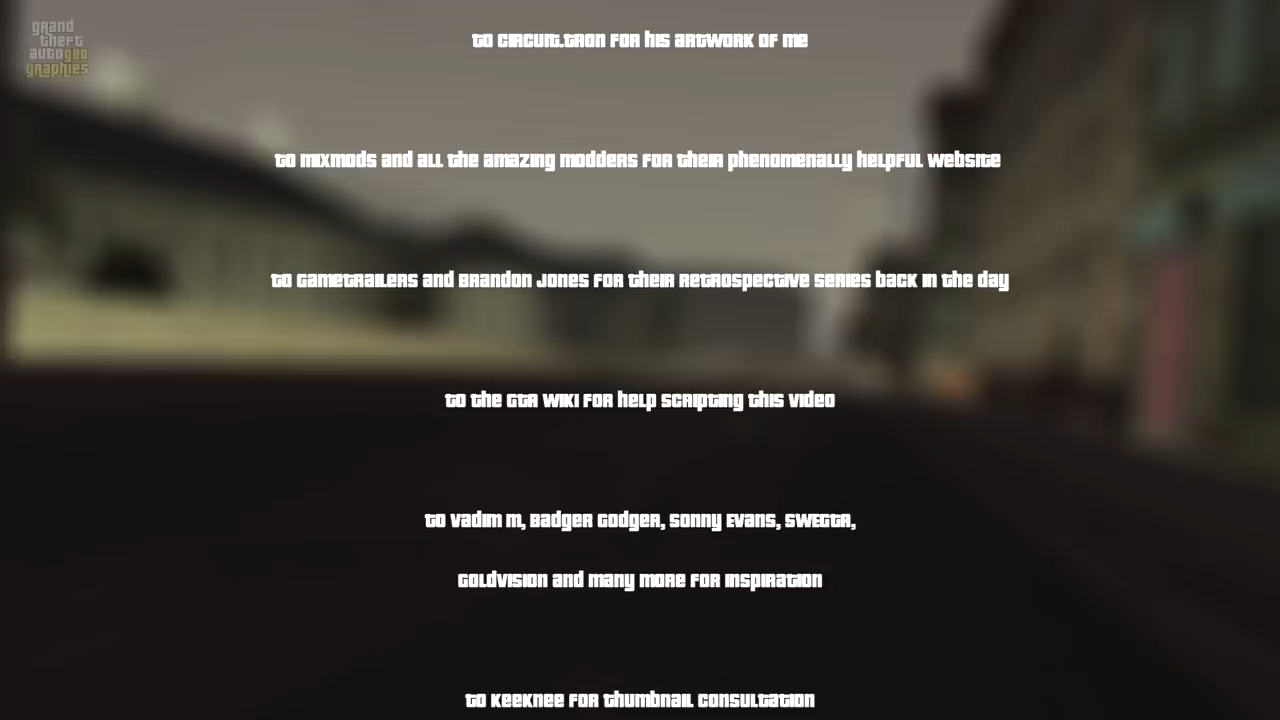 grand
theft
autogeo
graphies
to circuit.tron for his artwork of me
to mixmods and all the amazing modders for their phenomenally helpful website
to Gametrailers and Brandon Jones for their retrospective series back in the day
to the GTA Wiki for help scripting this video
to Vadim M, Badger Goodger, Sonny Evans, SWEGTA,
Goldvision and many more for inspiration
to Keeknee for thumbnail consultation